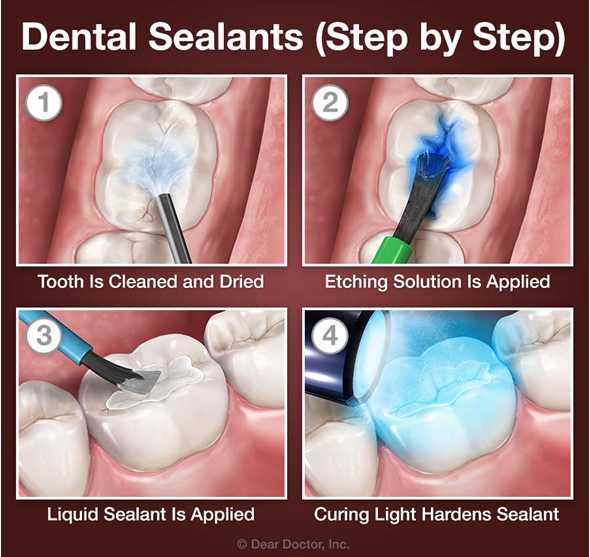 Dental Sealants (Step by Step)
1
2
Tooth Is Cleaned and Dried
Etching Solution Is Applied
3
4
Liquid Sealant Is Applied
Curing Light Hardens Sealant
© Dear Doctor, Inc.